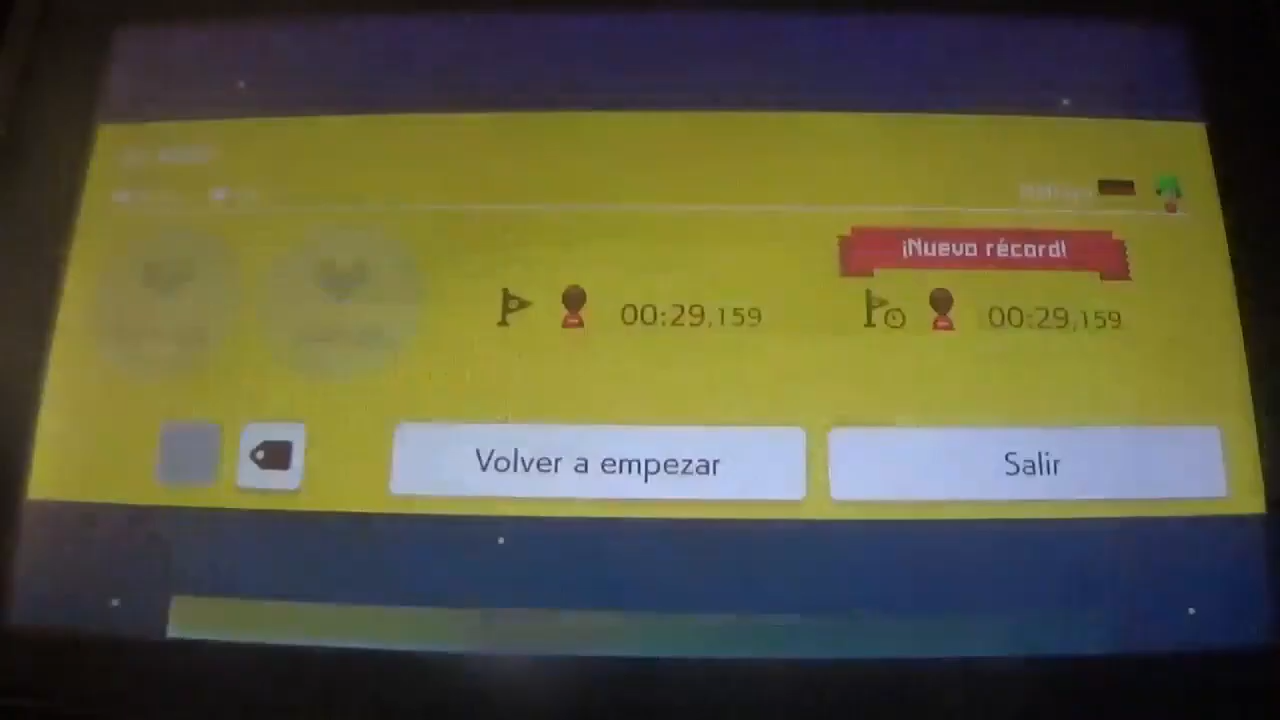 ¡Nuevo récord!
00:29,159
00:29,159
Volver a empezar
Salir